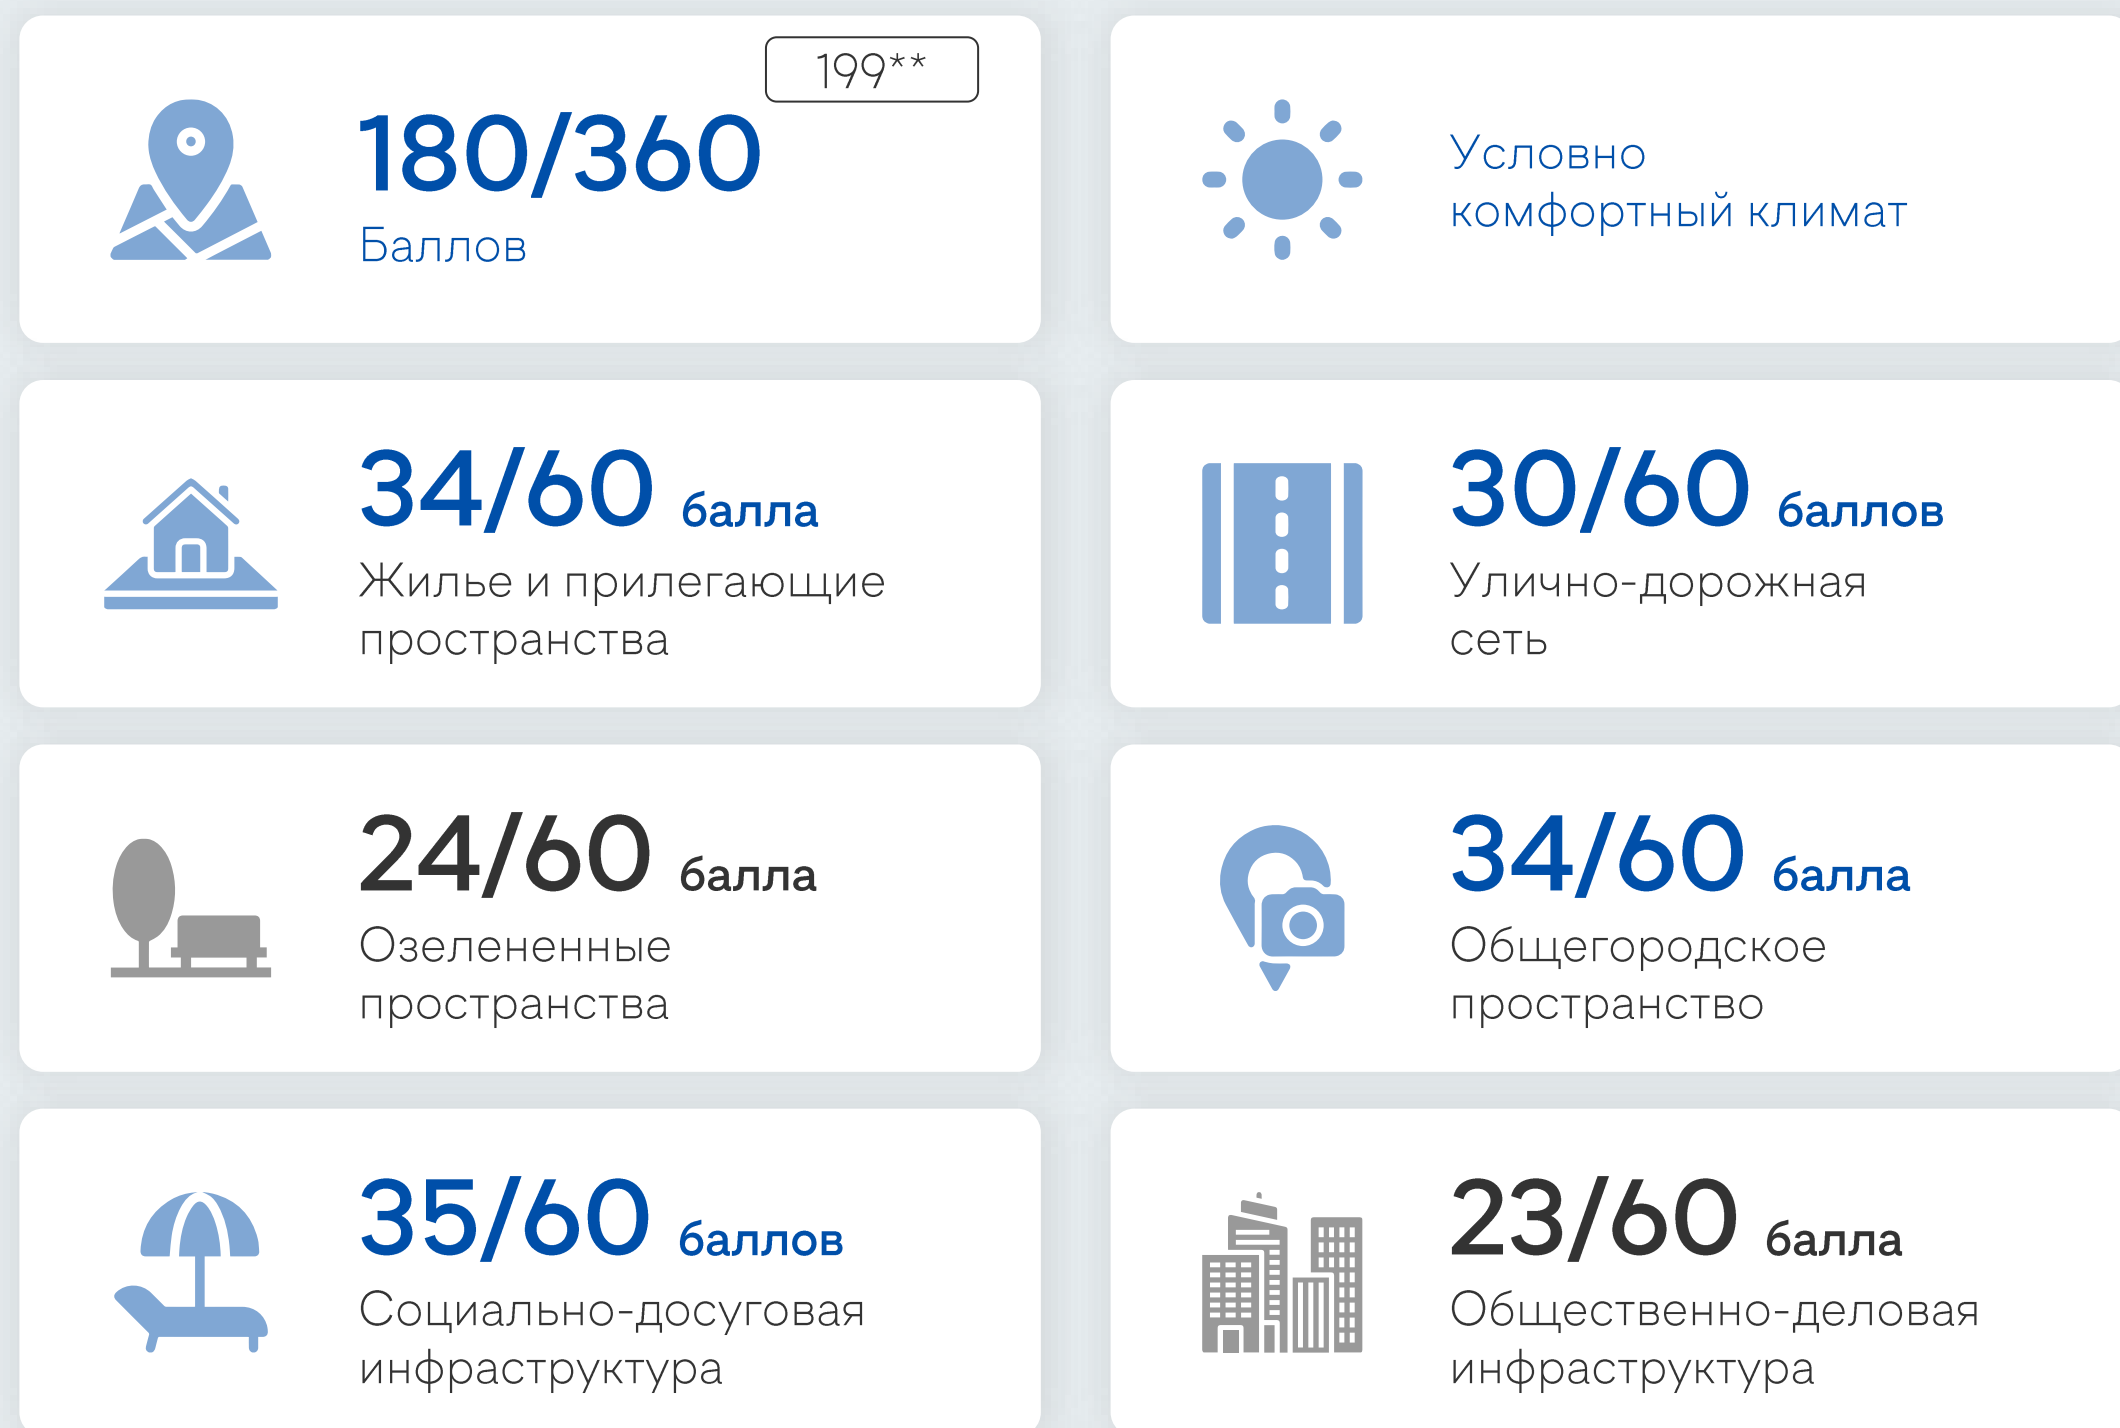 199**
180/360
Баллов
Условно
комфортный климат
34/60 балла
Жилье и прилегающие
пространства
30/60 баллов
Улично-дорожная
сеть
24/60 балла
Озелененные
пространства
34/60 балла
Общегородское
пространство
35/60 баллов
Социально-досуговая
инфраструктура
23/60 балла
Общественно-деловая
инфраструктура